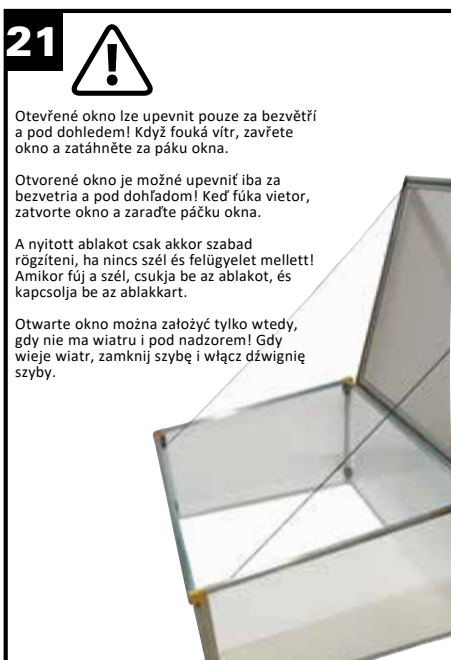 21
Otevřené okno lze upevnit pouze za bezvětří
a pod dohledem! Když fouká vítr, zavřete
okno a zatáhněte za páku okna.
Otvorené okno je možné upevniť iba za
bezvetria a pod dohľadom! Keď fúka vietor,
zatvorte okno a zaraďte páčku okna.
A nyitott ablakot csak akkor szabad
rögzíteni, ha nincs szél és felügyelet mellett!
Amikor fúj a szél, csukja be az ablakot, és
kapcsolja be az ablakkart.
Otwarte okno można założyć tylko wtedy,
gdy nie ma wiatru i pod nadzorem! Gdy
wieje wiatr, zamknij szybę i włącz dźwignię
szyby.